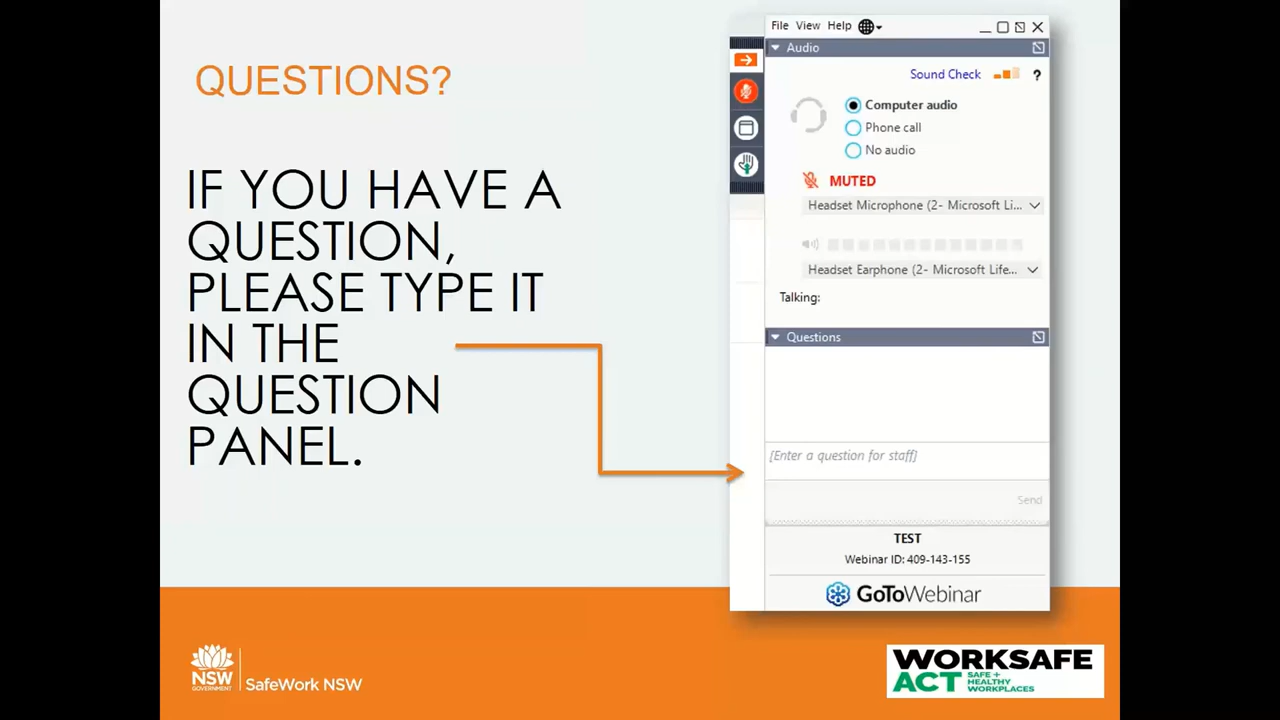 QUESTIONS?
IF YOU HAVE A
QUESTION,
PLEASE TYPE IT
IN THE
QUESTION
PANEL.
File View Help
Audio
Sound Check ?
Computer audio
Phone call
No audio
MUTED
Headset Microphone (2- Microsoft Li...
Headset Earphone (2- Microsoft Life...
Talking:
Questions
[Enter a question for staff]
Send
TEST
Webinar ID: 409-143-155
GoToWebinar
NSW
GOVERNMENT
SafeWork NSW
WORKSAFE
ACT
SAFE +
HEALTHY
WORKPLACES